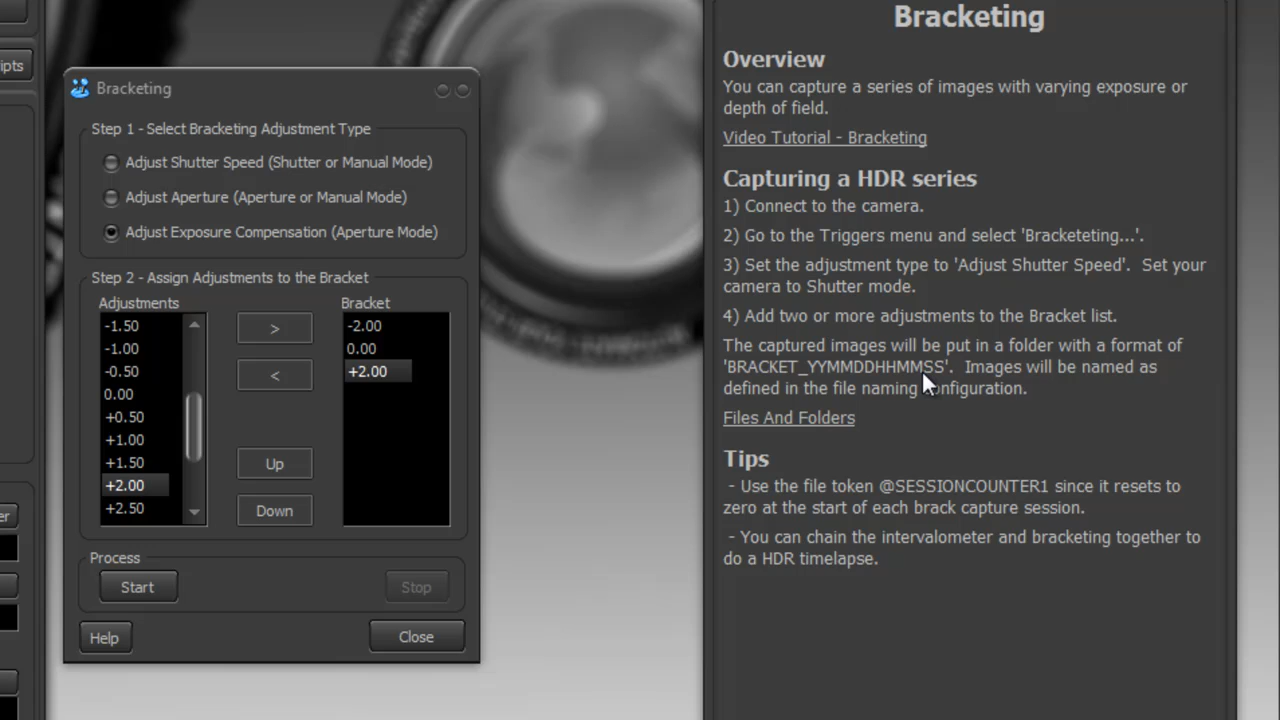 ipts
er
Bracketing
Step 1 - Select Bracketing Adjustment Type
Adjust Shutter Speed (Shutter or Manual Mode)
Adjust Aperture (Aperture or Manual Mode)
Adjust Exposure Compensation (Aperture Mode)
Step 2 - Assign Adjustments to the Bracket
Adjustments
-1.50
-1.00
-0.50
0.00
+0.50
+1.00
+1.50
+2.00
+2.50
>
<
Up
Down
Bracket
-2.00
0.00
+2.00
Process
Start
Stop
Help
Close
Bracketing
Overview
You can capture a series of images with varying exposure or
depth of field.
Video Tutorial - Bracketing
Capturing a HDR series
1) Connect to the camera.
2) Go to the Triggers menu and select 'Bracketeting...'.
3) Set the adjustment type to 'Adjust Shutter Speed'.  Set your
camera to Shutter mode.
4) Add two or more adjustments to the Bracket list.
The captured images will be put in a folder with a format of
'BRACKET_YYMMDDHHMMSS'.  Images will be named as
defined in the file naming configuration.
Files And Folders
Tips
- Use the file token @SESSIONCOUNTER1 since it resets to
zero at the start of each brack capture session.
- You can chain the intervalometer and bracketing together to
do a HDR timelapse.